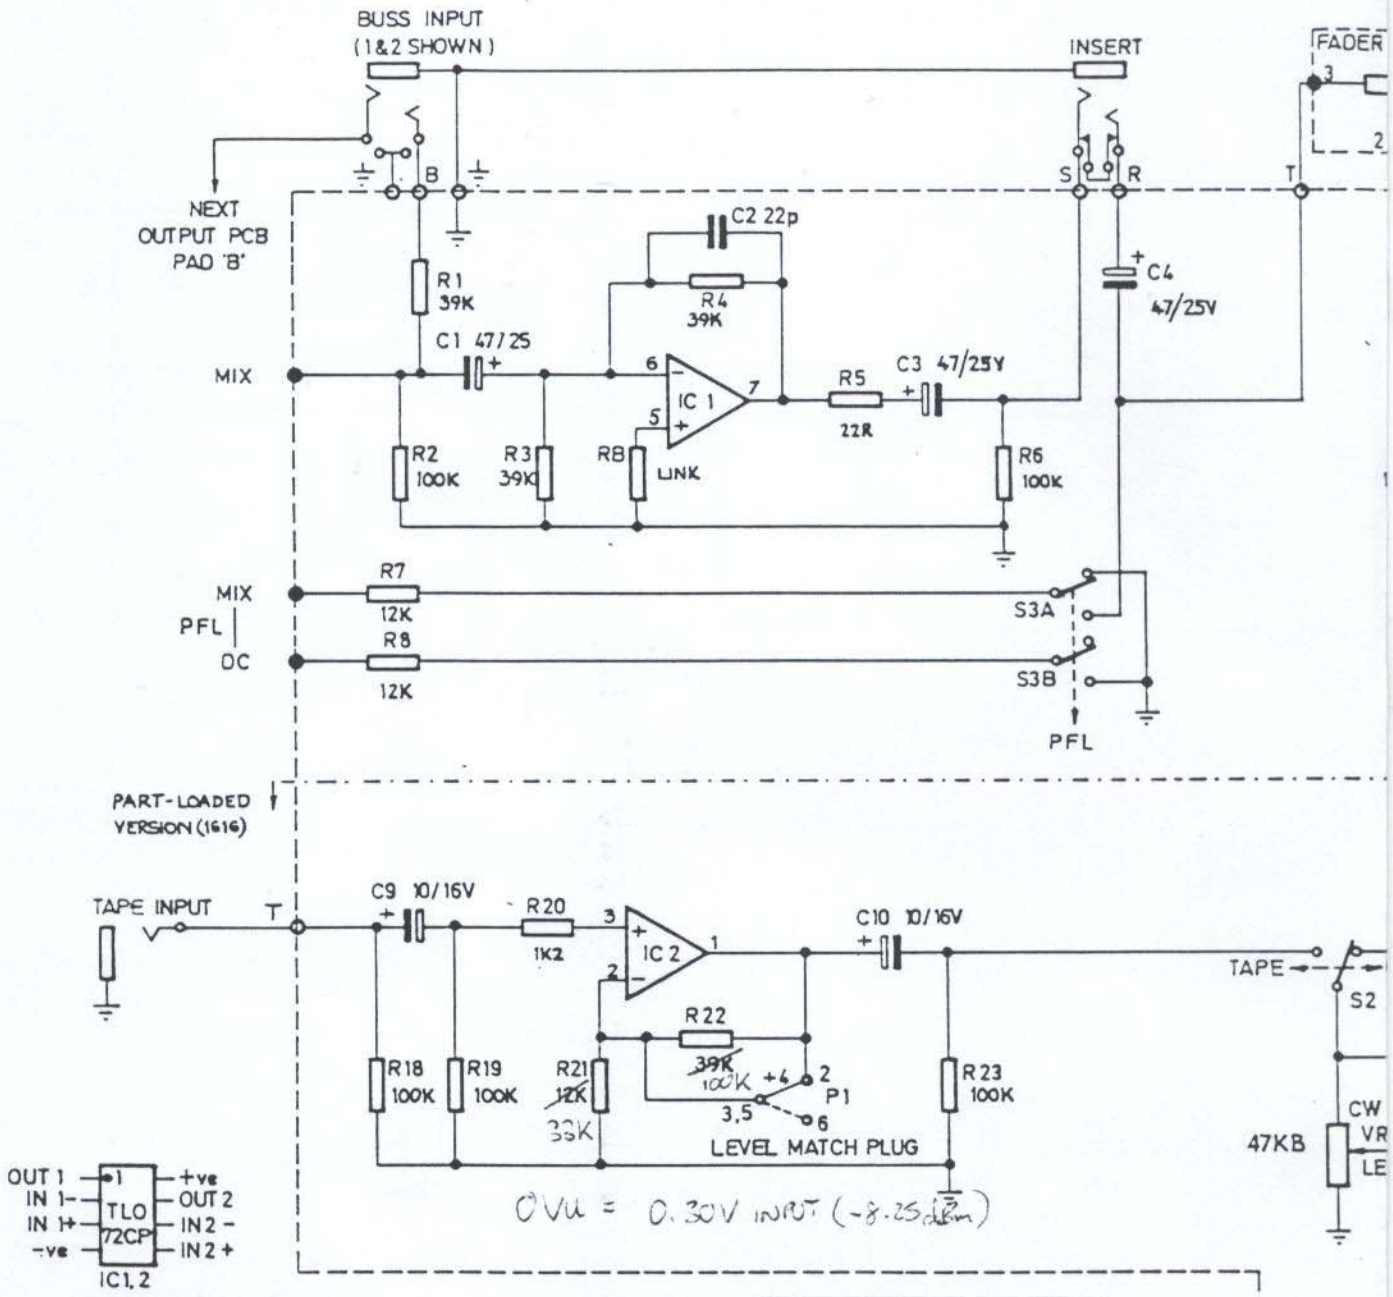 BUSS INPUT
(1&2 SHOWN)
INSERT
FADER
3
2
B
S
R
T
NEXT
OUTPUT PCB
PAD 'B'
C2 22p
R1
39K
R4
39K
+
C4
47/25V
C1 47/25
+
MIX
6
-
IC 1
7
5
+
R5
22R
C3 47/25V
+
R2
100K
R3
39K
RB
LINK
R6
100K
R7
MIX
12K
S3A
PFL
R8
DC
12K
S3B
PFL
PART-LOADED
VERSION (1616)
TAPE INPUT
T
C9 10/16V
+
R20
1K2
3
+
IC 2
1
2
-
C10 10/16V
+
TAPE
S2
R22
39K
100K
+4
2
P1
3,5
6
LEVEL MATCH PLUG
R18
100K
R19
100K
R21
12K
33K
R23
100K
47KB
CW
VR
LE
0VU = 0.30V INPUT (-8.25dBm)
OUT 1
1
+ve
IN 1-
TLO
OUT 2
IN 1+
72CP
IN 2 -
-ve
IN 2 +
IC1, 2